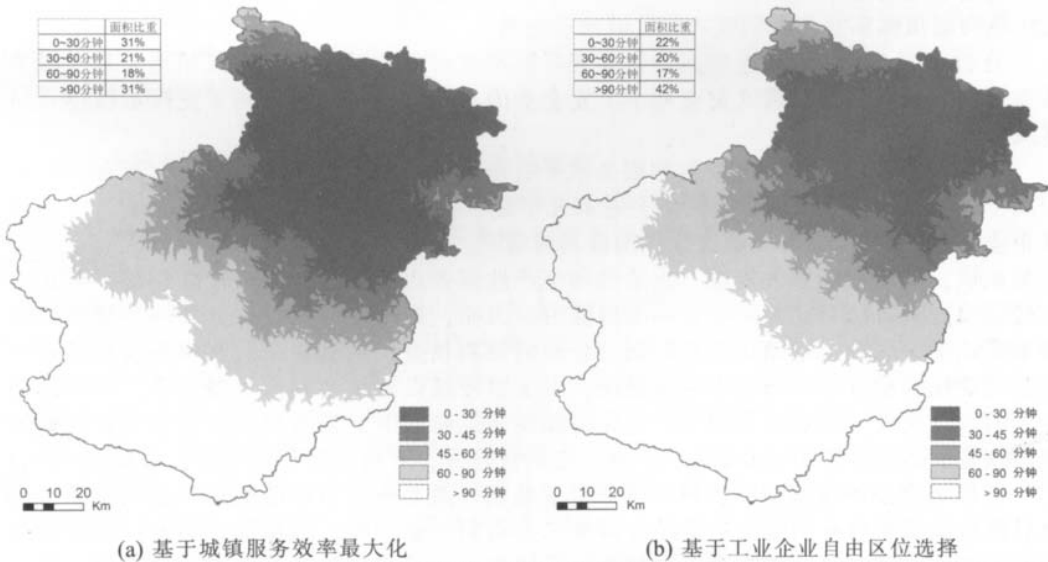 面积比重
0~30分钟 31%
30~60分钟 21%
60~90分钟 18%
>90分钟 31%
0 - 30 分钟
30 - 45 分钟
45 - 60 分钟
60 - 90 分钟
> 90 分钟
0 10 20
Km
(a) 基于城镇服务效率最大化
面积比重
0~30分钟 22%
30~60分钟 20%
60~90分钟 17%
>90分钟 42%
0 - 30 分钟
30 - 45 分钟
45 - 60 分钟
60 - 90 分钟
> 90 分钟
0 10 20
Km
(b) 基于工业企业自由区位选择